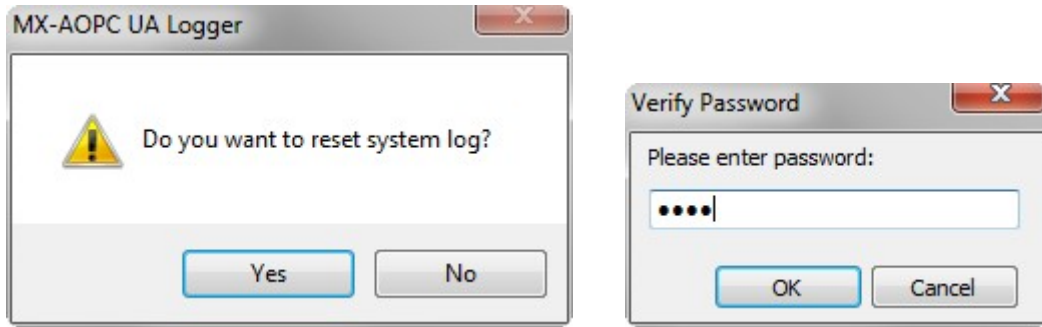 MX-AOPC UA Logger
Do you want to reset system log?
Yes
No
Verify Password
Please enter password:
••••
OK
Cancel